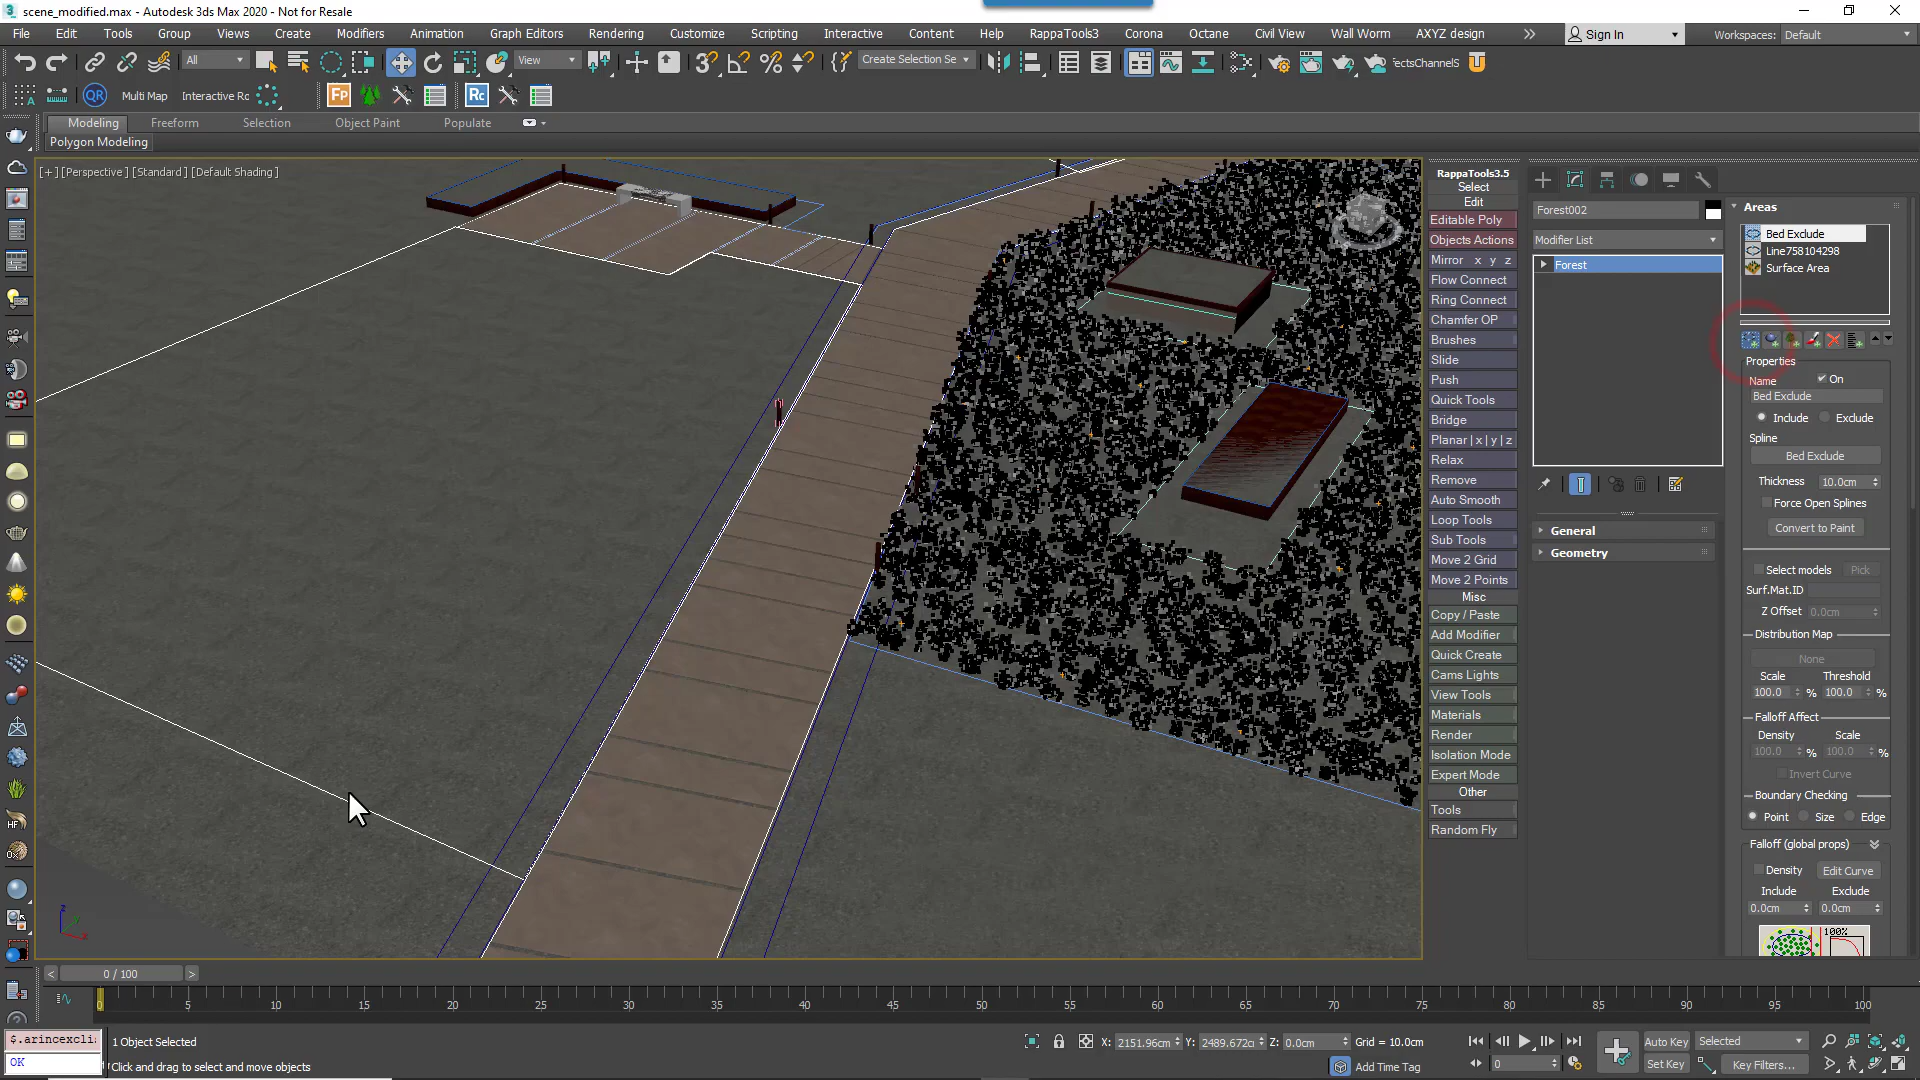 scene_modified.max - Autodesk 3ds Max 2020 - Not for Resale
File Edit Tools Group Views Create Modifiers Animation Graph Editors Rendering Customize Scripting Interactive Content Help RappaTools3 Corona Octane Civil View Wall Worm AXYZ design
Sign In
Workspaces: Default
All
View
Create Selection Se
fectsChannelS
QR
Multi Map
Interactive Ro
Fp
Rc
Modeling
Freeform
Selection
Object Paint
Populate
Polygon Modeling
[+] [Perspective ] [Standard ] [Default Shading ]
RappaTools3.5
Select
Edit
Editable Poly
Objects Actions
Mirror x y z
Flow Connect
Ring Connect
Chamfer OP
Brushes
Slide
Push
Quick Tools
Bridge
Planar | x | y | z
Relax
Remove
Auto Smooth
Loop Tools
Sub Tools
Move 2 Grid
Move 2 Points
Misc
Copy / Paste
Add Modifier
Quick Create
Cams Lights
View Tools
Materials
Render
Isolation Mode
Expert Mode
Other
Tools
Random Fly
Forest002
Modifier List
Forest
General
Geometry
Areas
Bed Exclude
Line758104298
Surface Area
Properties
Name
On
Bed Exclude
Include Exclude
Spline
Bed Exclude
Thickness 10.0cm
Force Open Splines
Convert to Paint
Select models Pick
Surf.Mat.ID
Z Offset 0.0cm
Distribution Map
None
Scale Threshold
100.0 % 100.0 %
Falloff Affect
Density Scale
100.0 % 100.0 %
Invert Curve
Boundary Checking
Point Size Edge
Falloff (global props)
Density Edit Curve
Include Exclude
0.0cm 0.0cm
100%
HF
z
y
x
< 0 / 100 >
0 5 10 15 20 25 30 35 40 45 50 55 60 65 70 75 80 85 90 95 100
$.arincexcli
OK
1 Object Selected
Click and drag to select and move objects
X: 2151.96cm Y: 2489.672cm Z: 0.0cm Grid = 10.0cm
Add Time Tag
0
Auto Key Selected
Set Key Key Filters...